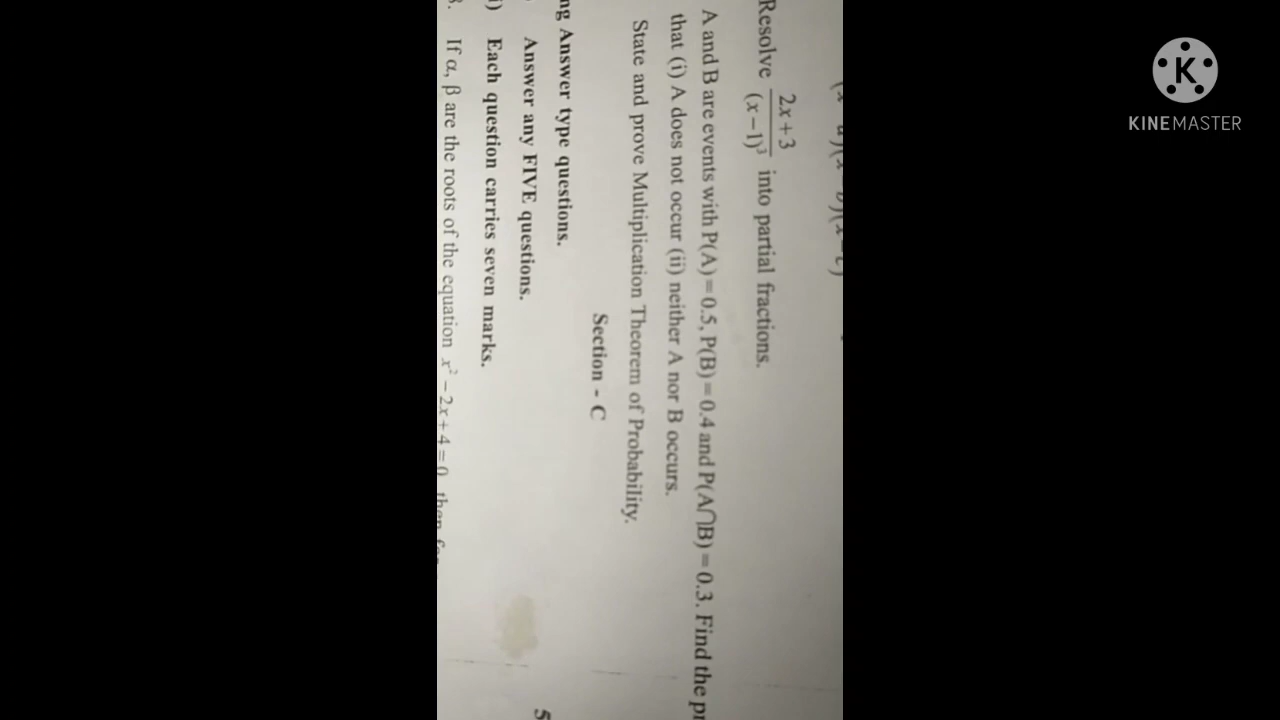 Resolve \frac{2x+3}{(x-1)^3} into partial fractions.
A and B are events with P(A)=0.5, P(B)=0.4 and P(A∩B)=0.3. Find the
that (i) A does not occur (ii) neither A nor B occurs.
State and prove Multiplication Theorem of Probability.
Section - C
Answer type questions.
Answer any FIVE questions.
Each question carries seven marks.
If α, β are the roots of the equation x² - 2x + 4 = 0, then
5
K
KINEMASTER